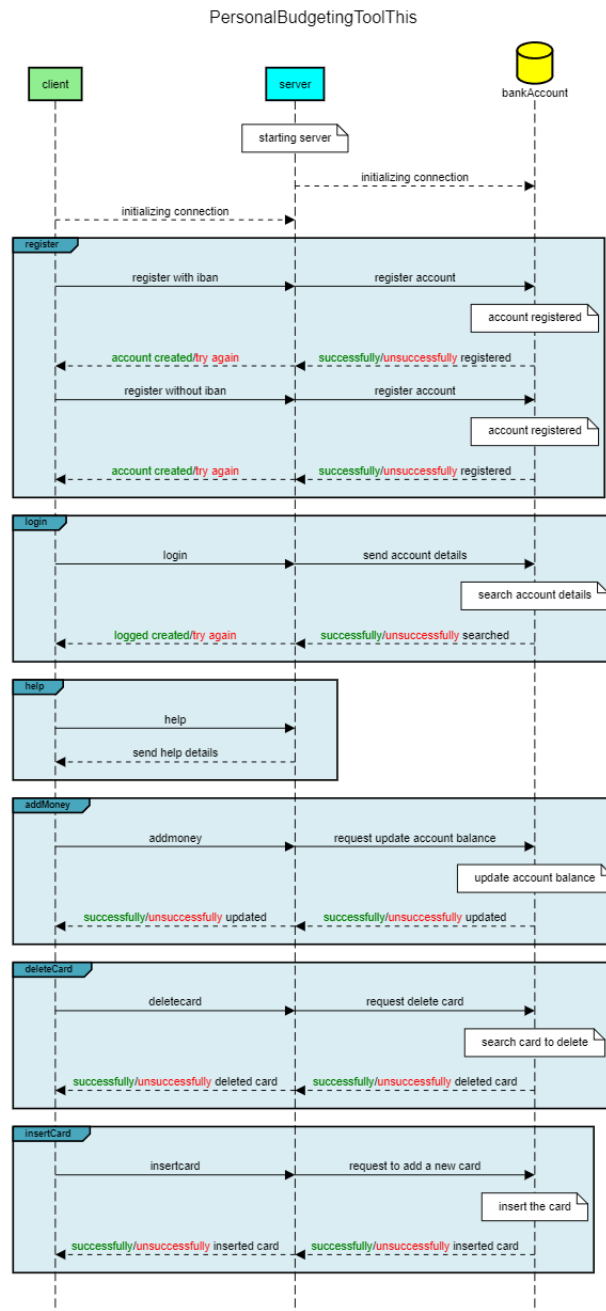 PersonalBudgetingToolThis
client
server
bankAccount
starting server
initializing connection
initializing connection
register
register with iban
register account
account registered
account created/try again
successfully/unsuccessfully registered
register without iban
register account
account registered
account created/try again
successfully/unsuccessfully registered
login
login
send account details
search account details
logged created/try again
successfully/unsuccessfully searched
help
help
send help details
addMoney
addmoney
request update account balance
update account balance
successfully/unsuccessfully updated
successfully/unsuccessfully updated
deleteCard
deletecard
request delete card
search card to delete
successfully/unsuccessfully deleted card
successfully/unsuccessfully deleted card
insertCard
insertcard
request to add a new card
insert the card
successfully/unsuccessfully inserted card
successfully/unsuccessfully inserted card